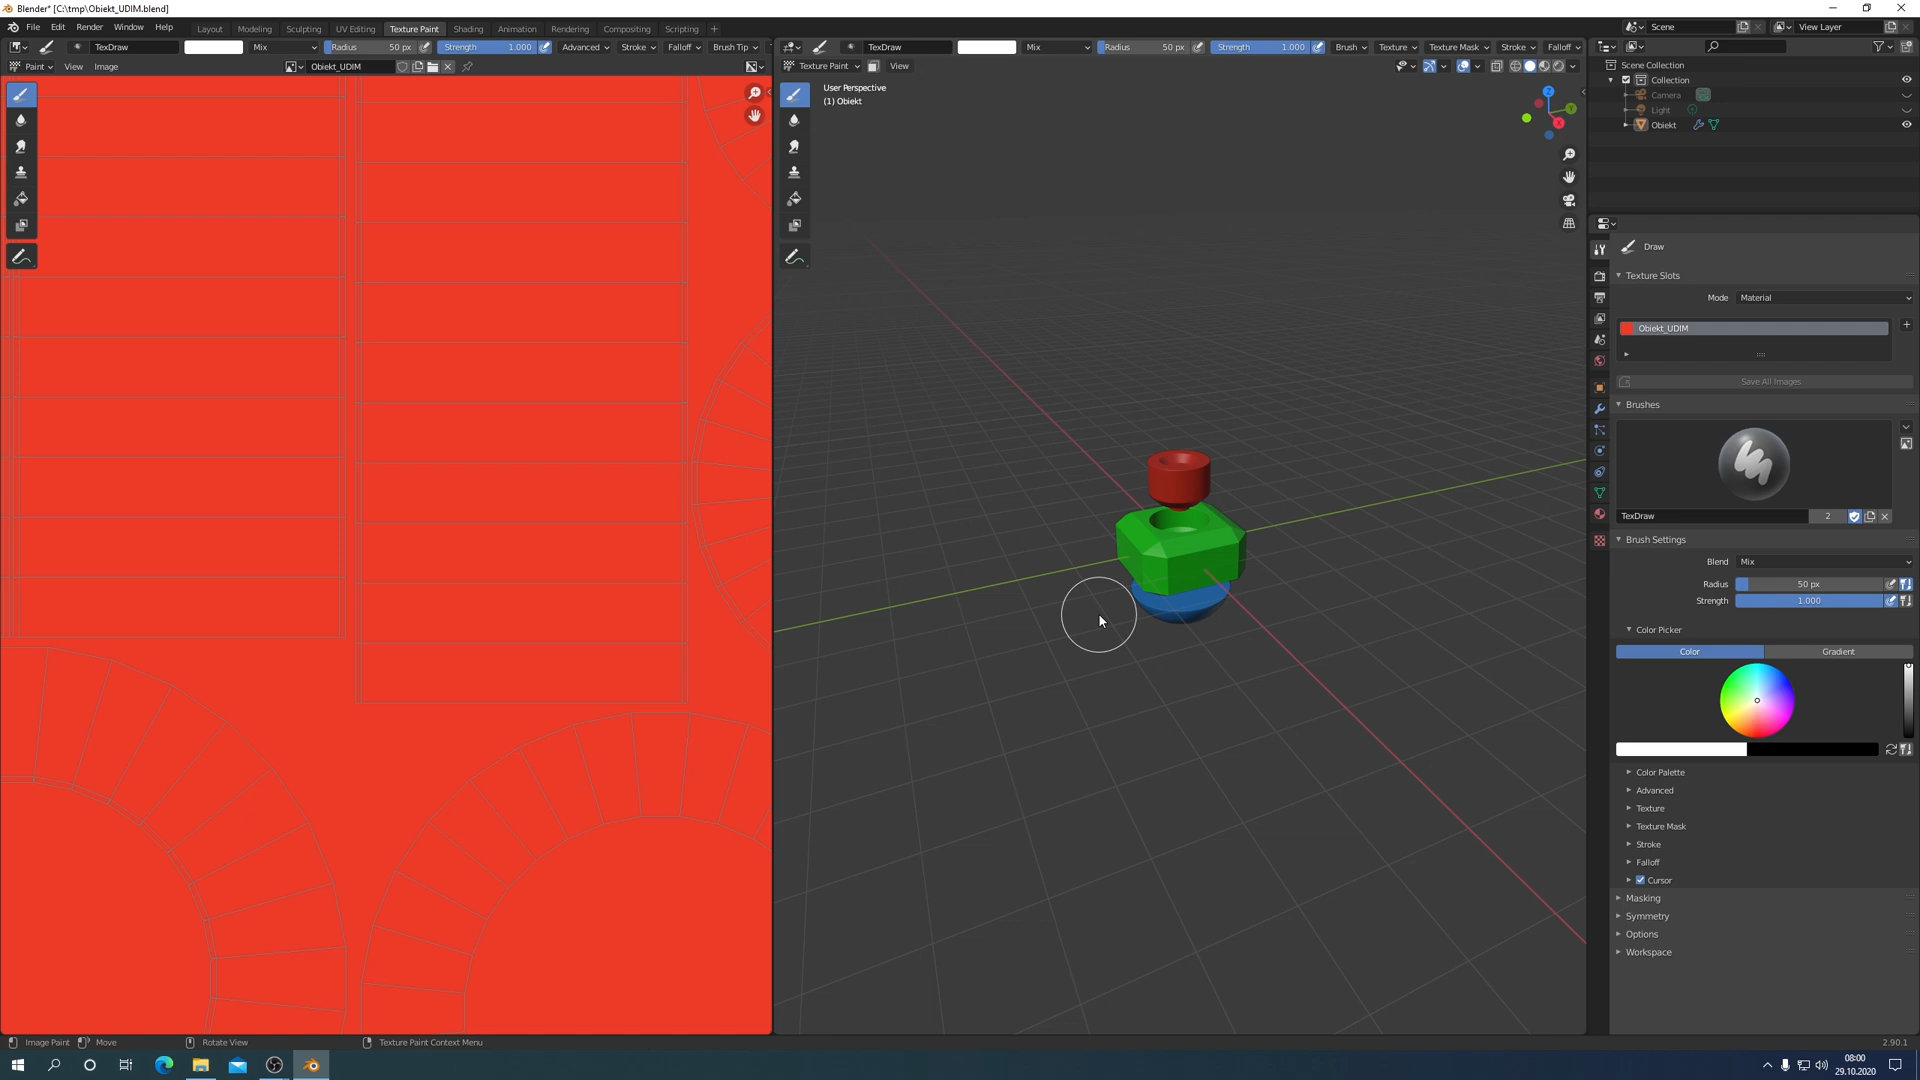 Blender* [C:\tmp\Obiekt_UDIM.blend]
File Edit Render Window Help Layout Modeling Sculpting UV Editing Texture Paint Shading Animation Rendering Compositing Scripting Scene View Layer
TexDraw Mix Radius 50 px Strength 1.000 Advanced Stroke Falloff Brush Tip
TexDraw Mix Radius 50 px Strength 1.000 Brush Texture Texture Mask Stroke Falloff
Paint View Image Obiekt_UDIM
Texture Paint View
User Perspective
(1) Obiekt
Z
Y
X
Scene Collection
Collection
Camera
Light
Obiekt
Draw
Texture Slots
Mode Material
Obiekt_UDIM
Save All Images
Brushes
TexDraw 2
Brush Settings
Blend Mix
Radius 50 px
Strength 1.000
Color Picker
Color Gradient
Color Palette
Advanced
Texture
Texture Mask
Stroke
Falloff
Cursor
Masking
Symmetry
Options
Workspace
Image Paint Move Rotate View Texture Paint Context Menu 2.90.1
08:00
29.10.2020